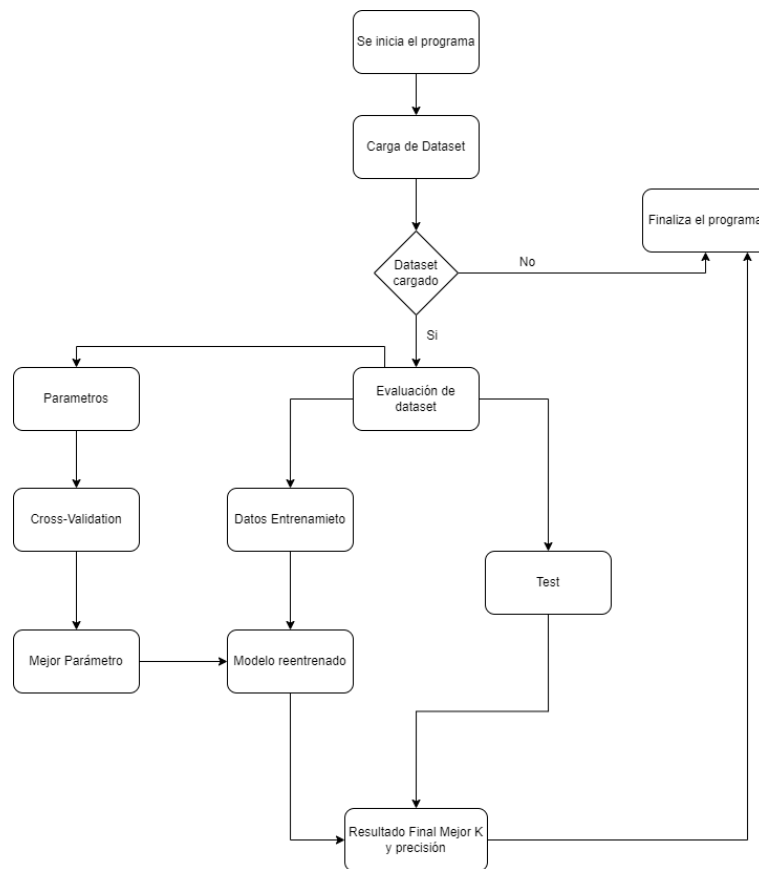 Se inicia el programa
Carga de Dataset
Finaliza el programa
Dataset
cargado
No
Si
Parametros
Evaluación de
dataset
Cross-Validation
Datos Entrenamieto
Test
Mejor Parámetro
Modelo reentrenado
Resultado Final Mejor K
y precisión